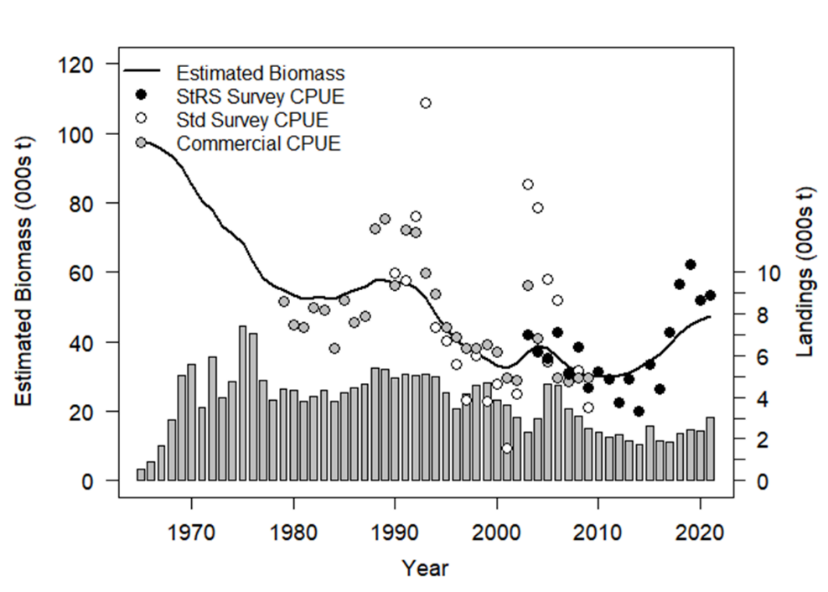 Estimated Biomass
StRS Survey CPUE
Std Survey CPUE
Commercial CPUE
Estimated Biomass (000s t)
120
100
80
60
40
20
0
Landings (000s t)
10
8
6
4
2
0
1970 1980 1990 2000 2010 2020
Year